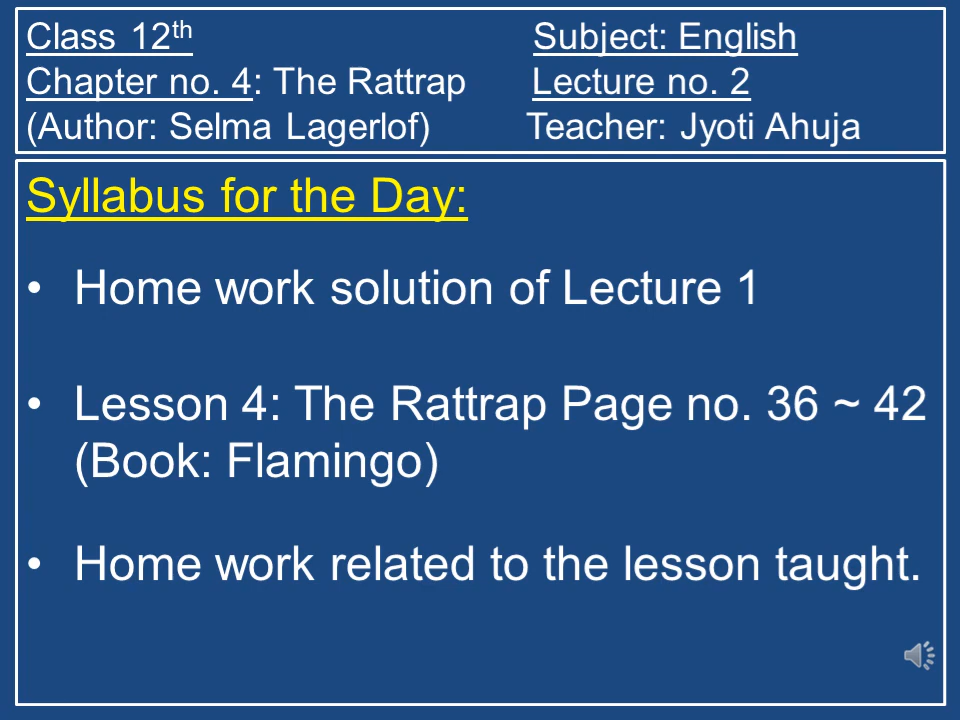 Class 12th Subject: English
Chapter no. 4: The Rattrap Lecture no. 2
(Author: Selma Lagerlof) Teacher: Jyoti Ahuja
Syllabus for the Day:
• Home work solution of Lecture 1
• Lesson 4: The Rattrap Page no. 36 ~ 42
(Book: Flamingo)
• Home work related to the lesson taught.